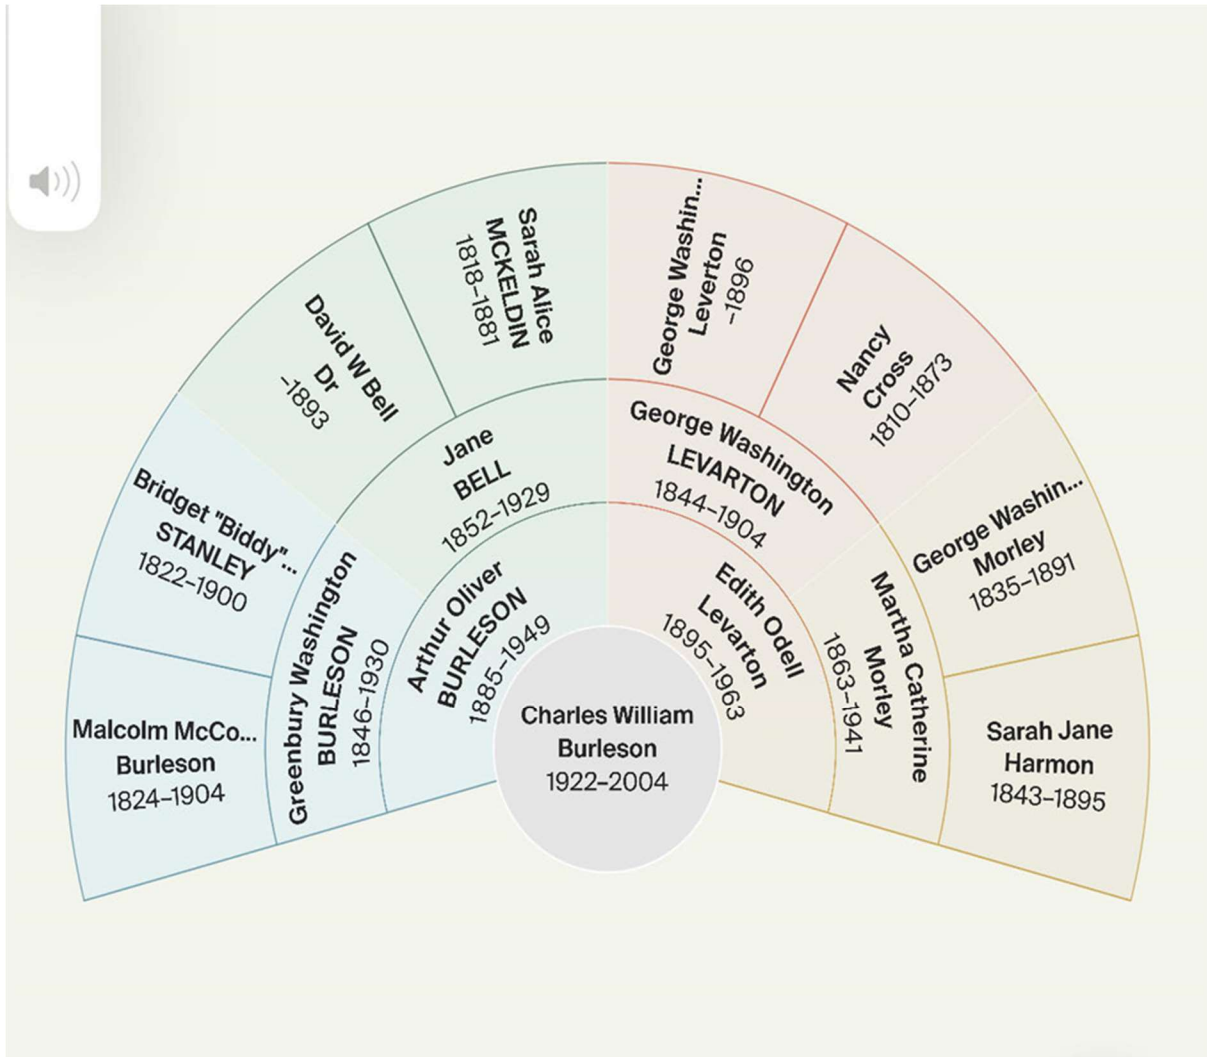 Sarah Alice
MCKELDIN
1818–1881
George Washin...
Leverton
–1896
David W Bell
Dr
–1893
Nancy
Cross
1810–1873
Bridget "Biddy"...
STANLEY
1822–1900
Jane
BELL
1852–1929
George Washington
LEVARTON
1844–1904
George Washin...
Morley
1835–1891
Malcolm McCo...
Burleson
1824–1904
Greenbury Washington
BURLESON
1846–1930
Arthur Oliver
BURLESON
1885–1949
Edith Odell
Levarton
1895–1963
Martha Catherine
Morley
1863–1941
Sarah Jane
Harmon
1843–1895
Charles William
Burleson
1922–2004